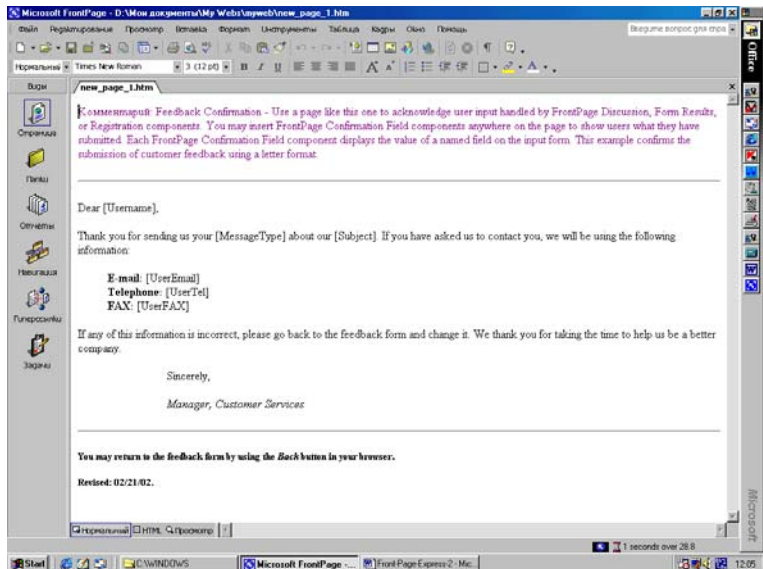 Microsoft FrontPage - D:\Мои документы\My Webs\myweb\new_page_1.htm
Файл Редактирование Просмотр Вставка Формат Инструменты Таблица Кадры Окно Помощь
Введите вопрос для спра
Нормальный Times New Roman 3 (12 pt)
Виды
new_page_1.htm
Страница
Папки
Отчеты
Навигация
Гиперссылки
Задачи
Комментарий: Feedback Confirmation - Use a page like this one to acknowledge user input handled by FrontPage Discussion, Form Results,
or Registration components. You may insert FrontPage Confirmation Field components anywhere on the page to show users what they have
submitted. Each FrontPage Confirmation Field component displays the value of a named field on the input form. This example confirms the
submission of customer feedback using a letter format.
Dear [Username],
Thank you for sending us your [MessageType] about our [Subject]. If you have asked us to contact you, we will be using the following
information:
E-mail: [UserEmail]
Telephone: [UserTel]
FAX: [UserFAX]
If any of this information is incorrect, please go back to the feedback form and change it. We thank you for taking the time to help us be a better
company.
Sincerely,
Manager, Customer Services
You may return to the feedback form by using the Back button in your browser.
Revised: 02/21/02.
Нормальный HTML Просмотр
1 seconds over 28.8
Office
Microsoft
Start C:\WINDOWS Microsoft FrontPage -... Front Page Express-2 - Mic...
12:05